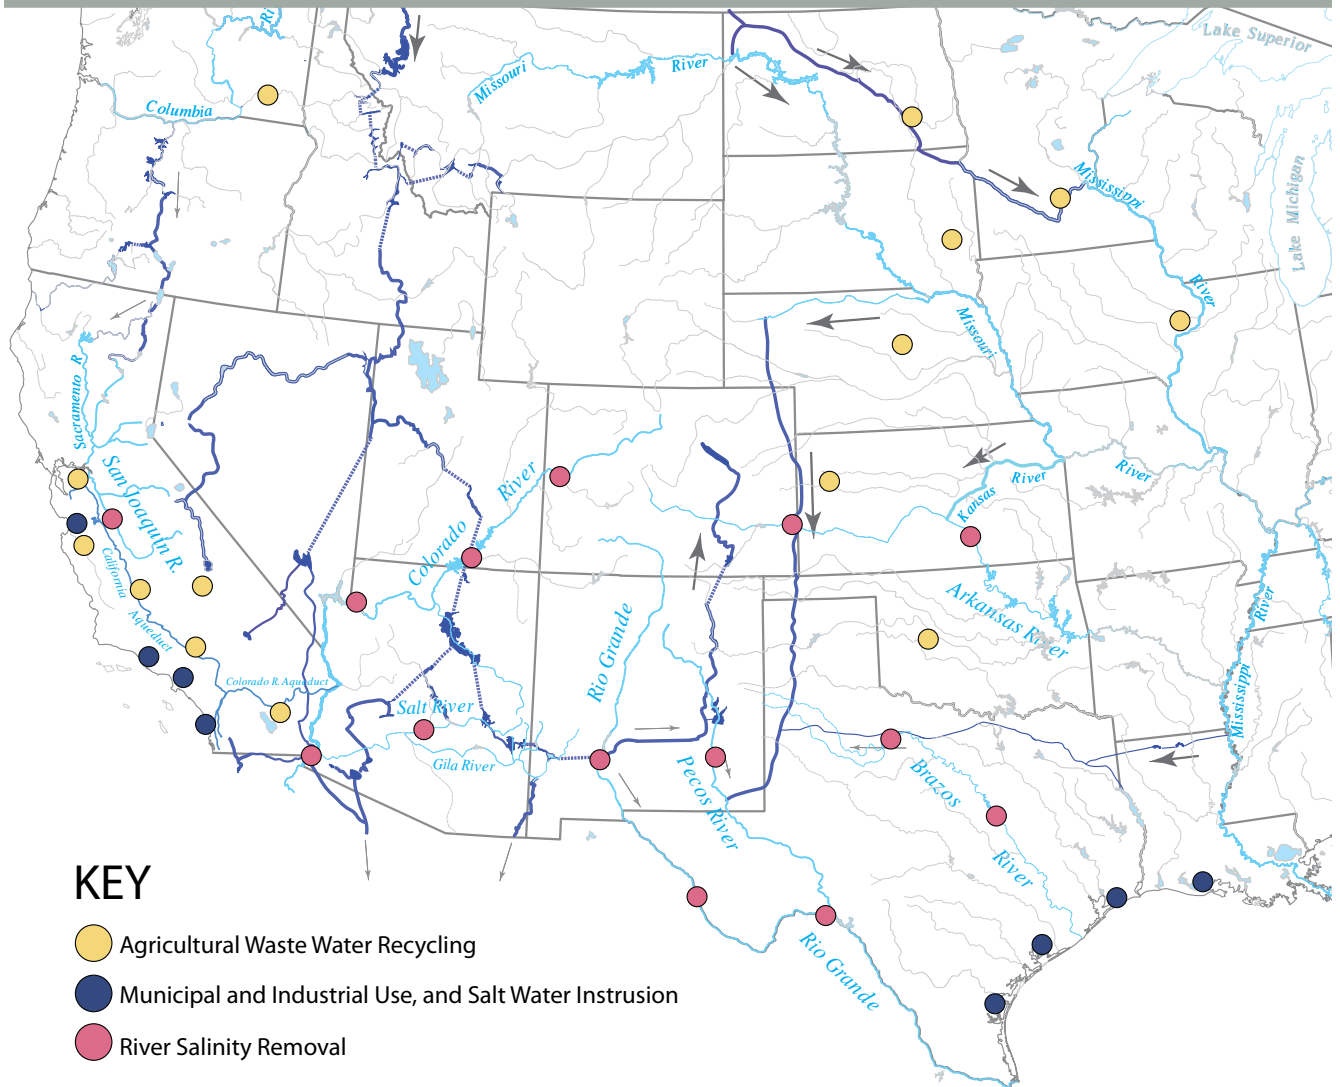 Ri
Lake Superior
Missouri
River
Columbia
Lake Michigan
Mississippi
River
Missouri
Sacramento R
San Joaquin R.
River
Colorado
Kansas
River
River
California
Aqueduct
Arkansas River
Rio Grande
River
Mississippi
Colorado R. Aqueduct
Salt River
Gila River
Pecos River
Brazos
River
Rio Grande
KEY
Agricultural Waste Water Recycling
Municipal and Industrial Use, and Salt Water Instrusion
River Salinity Removal